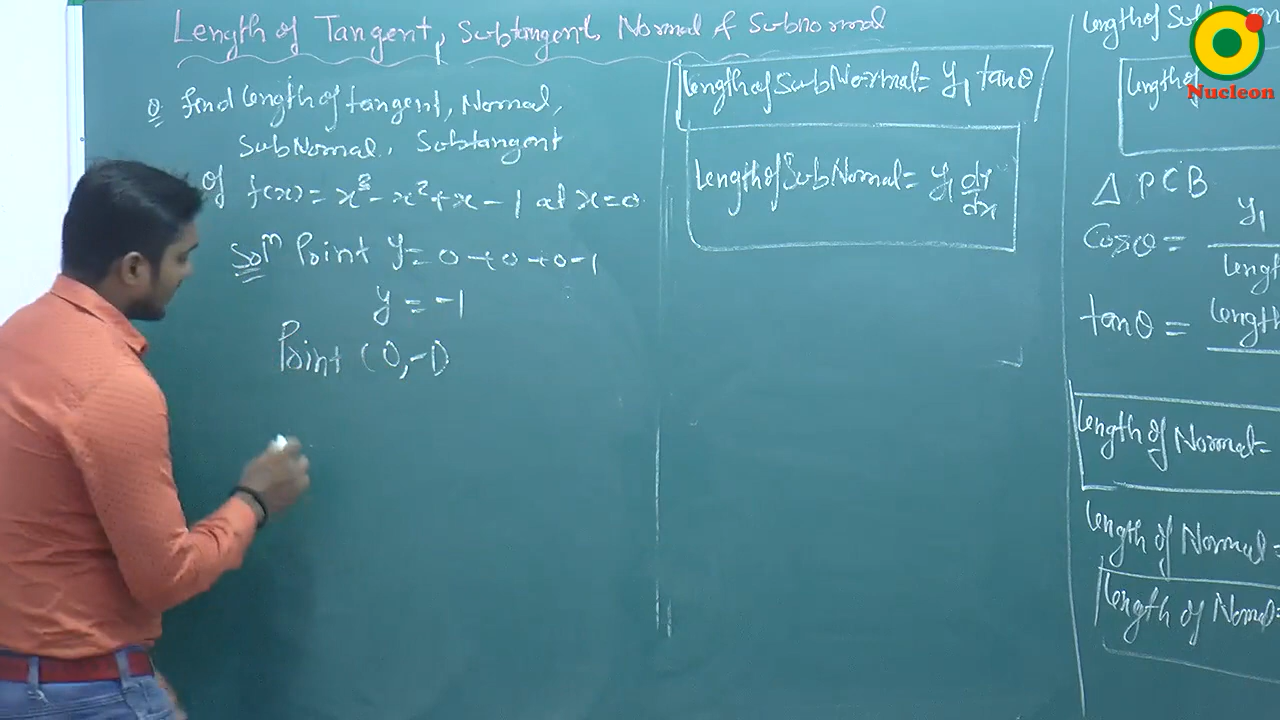 Length of Tangent, Subtangent Normal & Subnormal
Q. Find length of tangent, Normal,
SubNormal, Subtangent
of f(x) = x³ - x² + x - 1 at x = 0
Solⁿ Point y = 0 + 0 + 0 - 1
y = -1
Point (0, -1)
length of SubNormal = y₁ tanθ
length of SubNormal = y₁ dy/dx
length of
length of
△ PCB
Cosθ = y₁/length
tanθ = length
length of Normal =
length of Normal =
length of Normal =
Nucleon